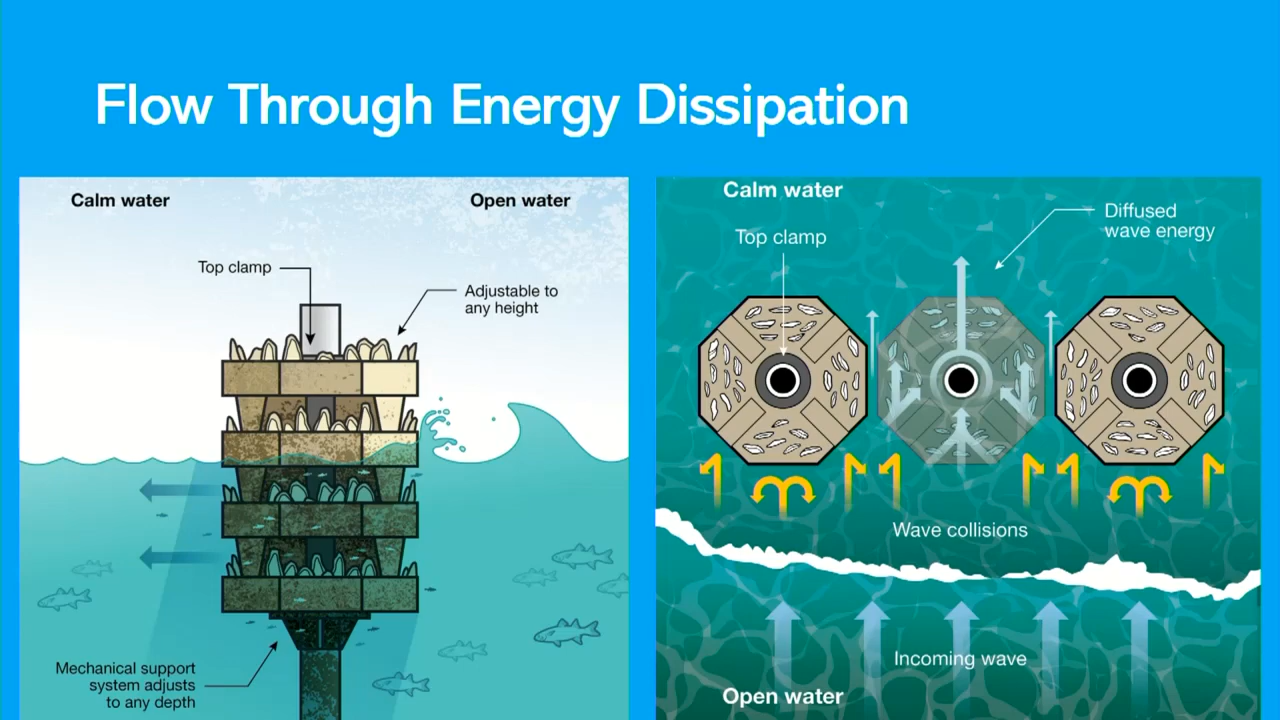 Flow Through Energy Dissipation
Calm water
Open water
Top clamp
Adjustable to
any height
Mechanical support
system adjusts
to any depth
Calm water
Top clamp
Diffused
wave energy
Wave collisions
Incoming wave
Open water